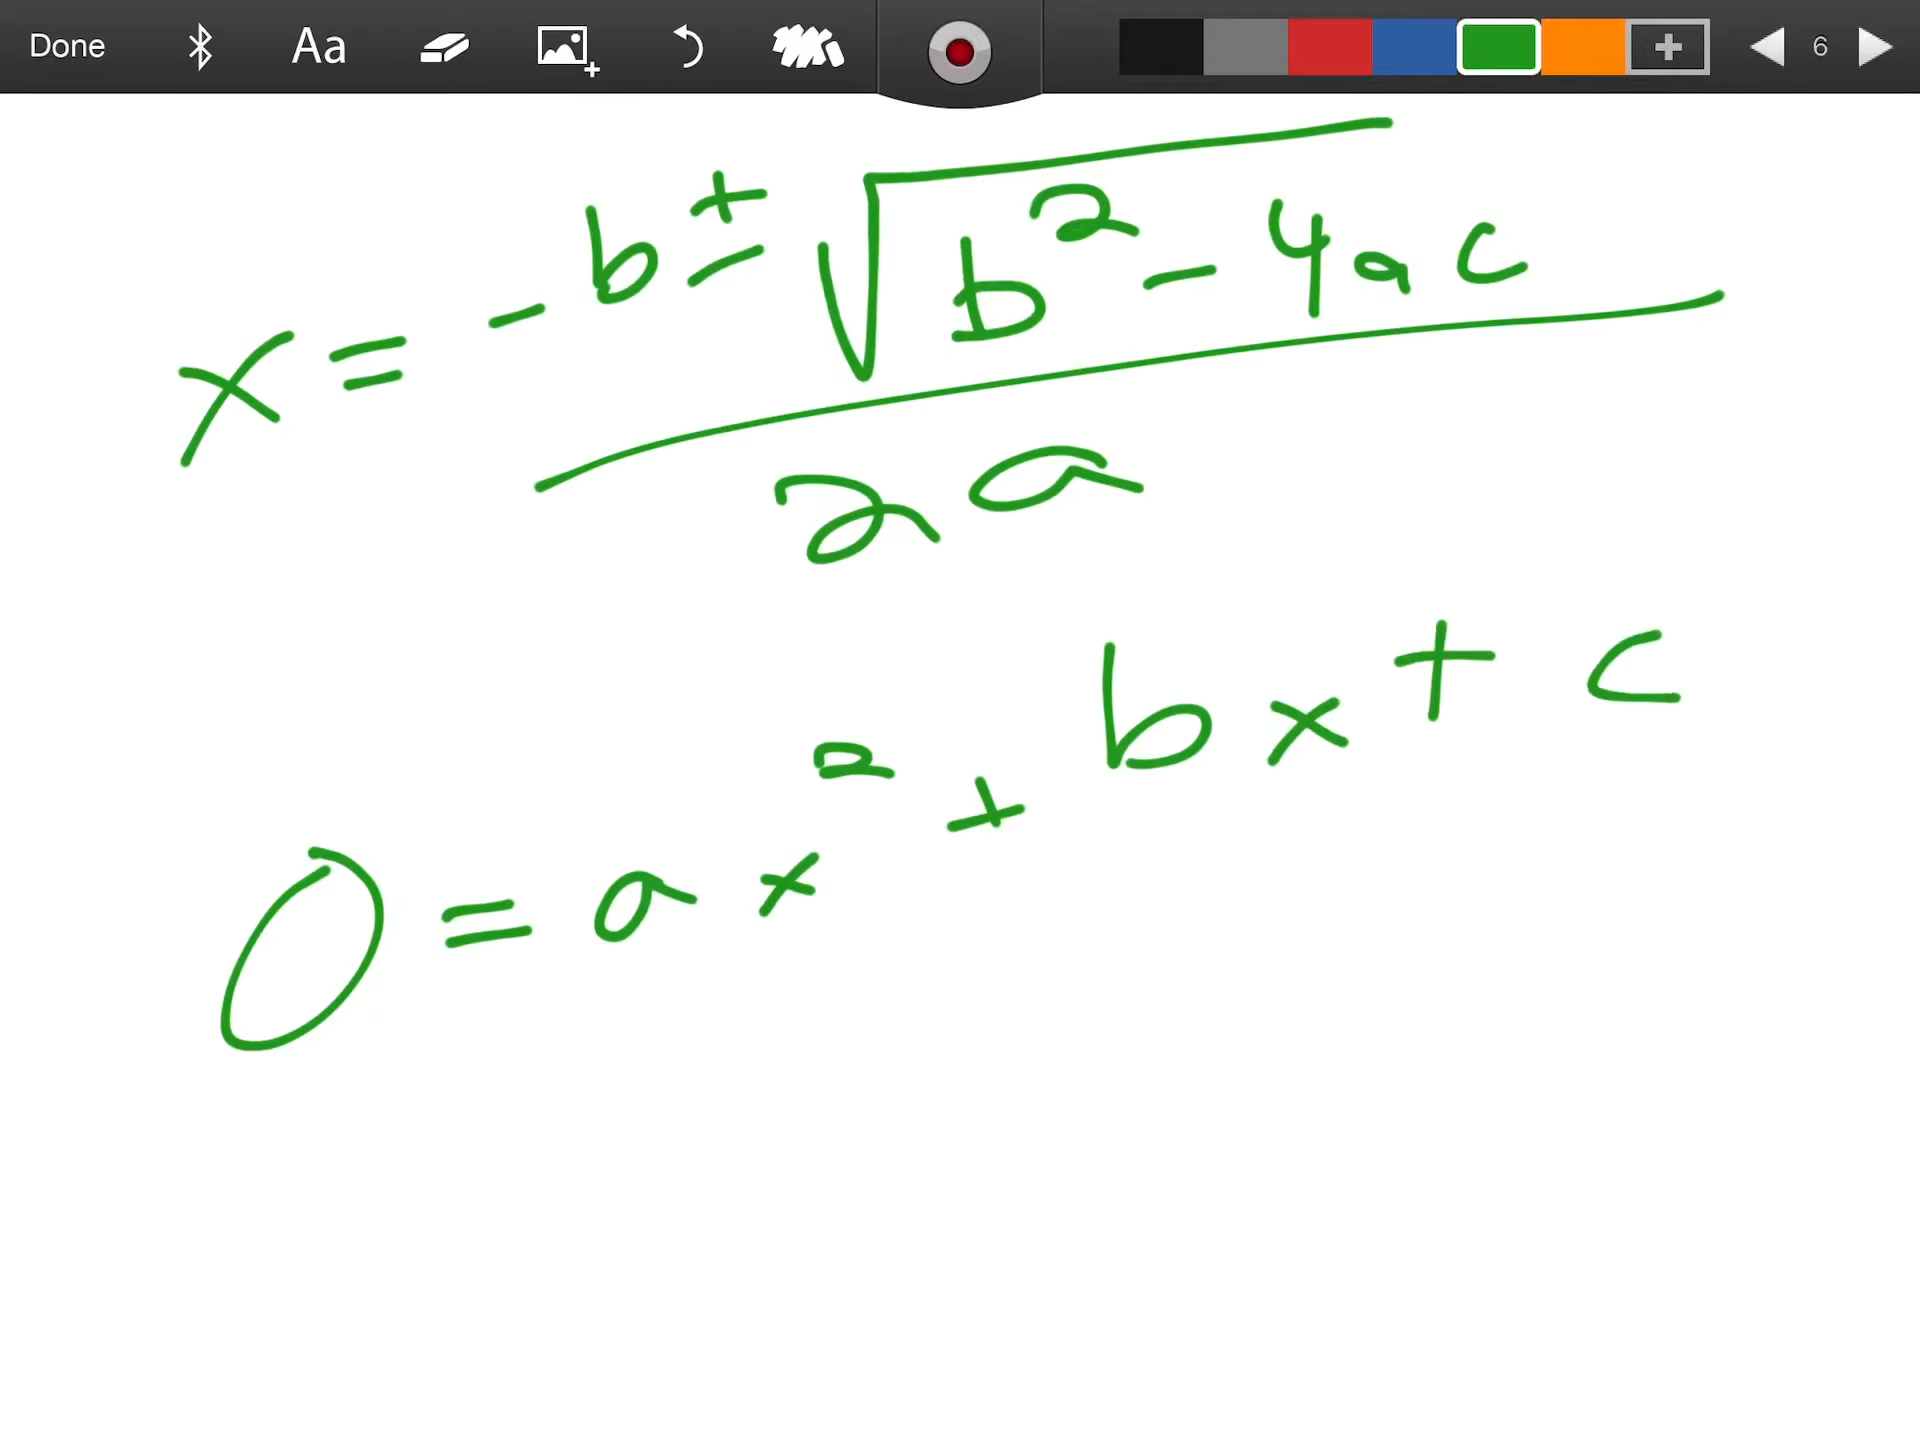 Done Aa 6
x = -b ± √(b² - 4ac) / 2a
0 = ax² + bx + c